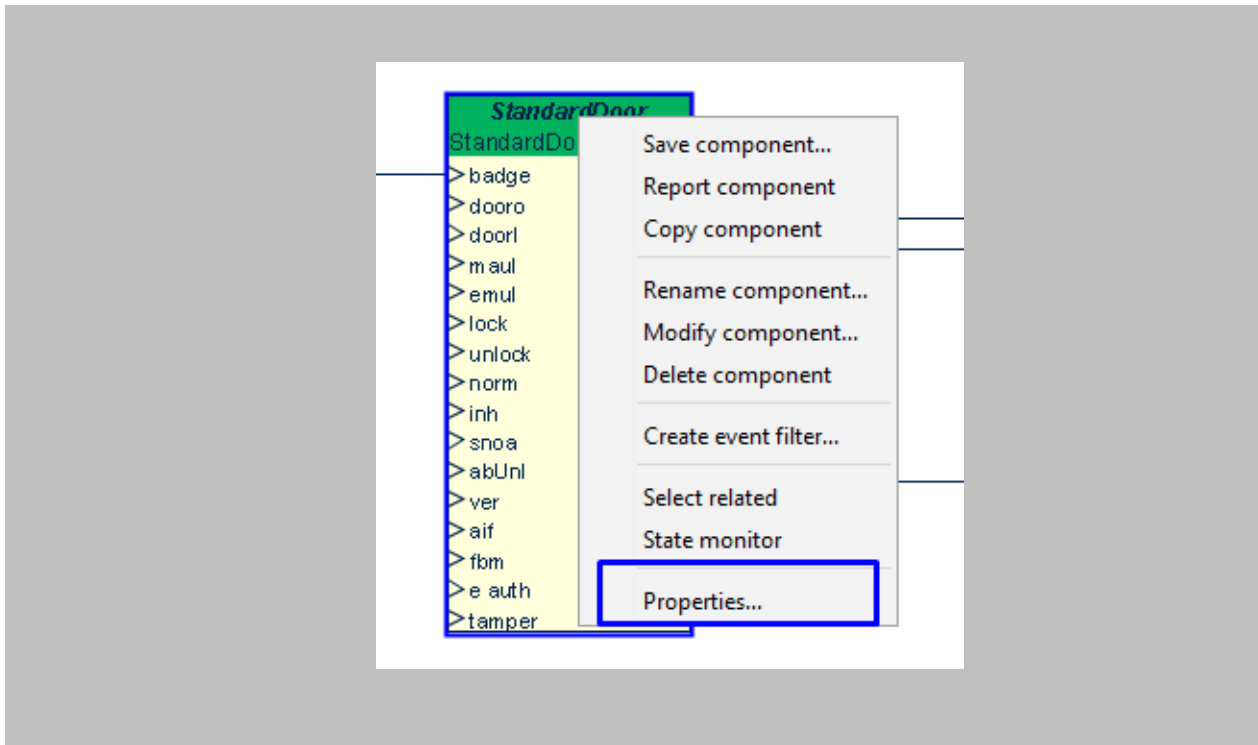 StandardDoor
StandardDo
badge
dooro
doorl
maul
emul
lock
unlock
norm
inh
snoa
abUnl
ver
aif
fbm
e auth
tamper
Save component...
Report component
Copy component
Rename component...
Modify component...
Delete component
Create event filter...
Select related
State monitor
Properties...